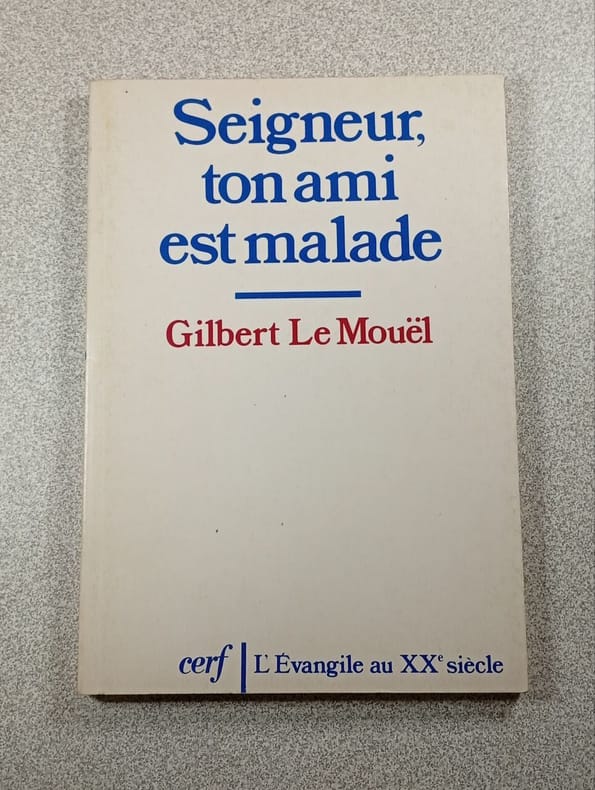 Seigneur,
ton ami
est malade
Gilbert Le Mouël
cerf | L'Évangile au XXe siècle